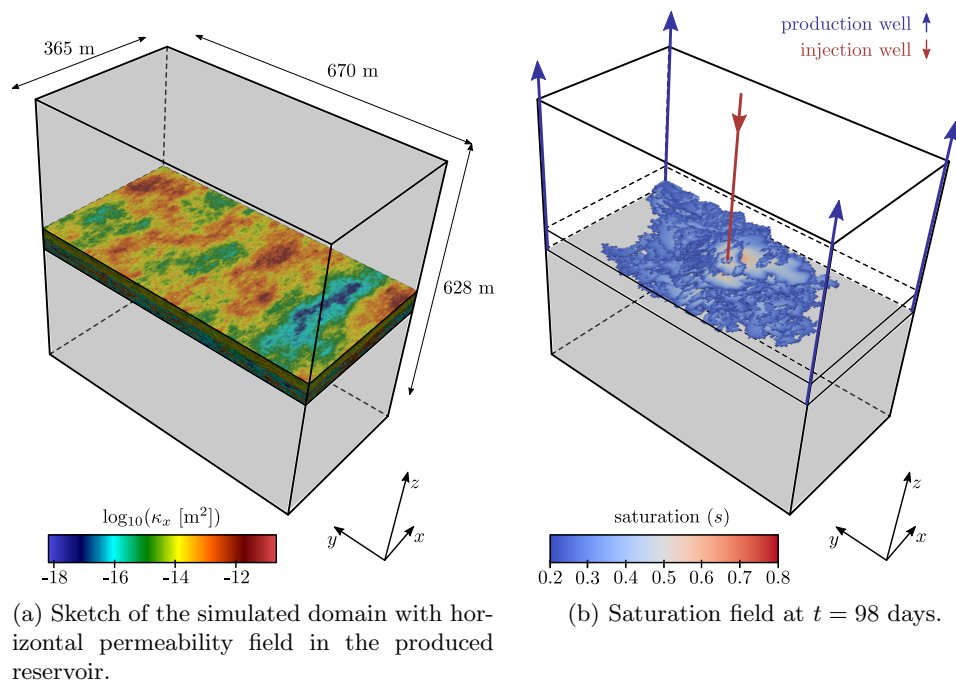 365 m
670 m
628 m
z
y
x
log₁₀(κₓ [m²])
-18 -16 -14 -12
(a) Sketch of the simulated domain with hor-
izontal permeability field in the produced
reservoir.
production well
injection well
z
y
x
saturation (s)
0.2 0.3 0.4 0.5 0.6 0.7 0.8
(b) Saturation field at t = 98 days.